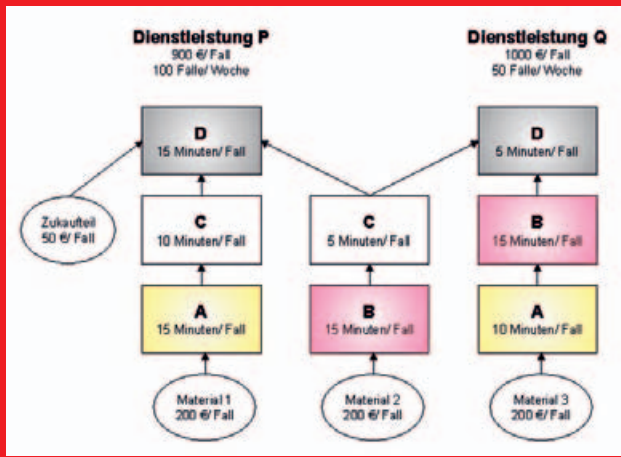 Dienstleistung P
900 €/ Fall
100 Fälle/ Woche
Dienstleistung Q
1000 €/ Fall
50 Fälle/ Woche
D
15 Minuten/ Fall
D
5 Minuten/ Fall
Zukaufteil
50 €/ Fall
C
10 Minuten/ Fall
C
5 Minuten/ Fall
B
15 Minuten/ Fall
A
15 Minuten/ Fall
B
15 Minuten/ Fall
A
10 Minuten/ Fall
Material 1
200 €/ Fall
Material 2
200 €/ Fall
Material 3
200 €/ Fall